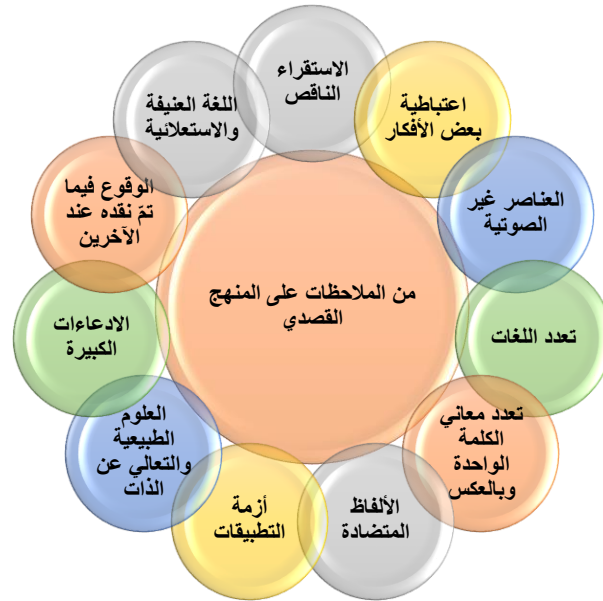 من الملاحظات على المنهج
القصدي
الاستقراء
الناقص
اعتباطية
بعض الأفكار
العناصر غير
الصوتية
تعدد اللغات
تعدد معاني
الكلمة
الواحدة
وبالعكس
الألفاظ
المتضادة
أزمة
التطبيقات
العلوم
الطبيعية
والتعالي عن
الذات
الادعاءات
الكبيرة
الوقوع فيما
تمّ نقده عند
الآخرين
اللغة العنيفة
والاستعلائية